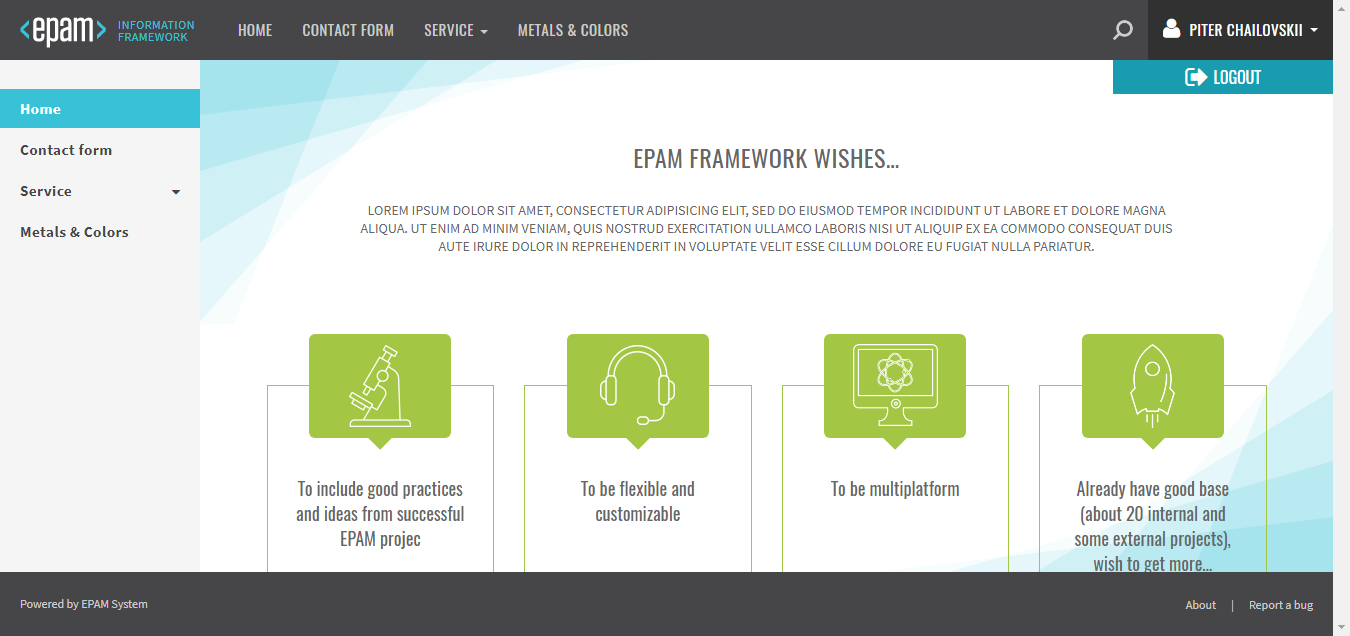 <epam> INFORMATION
FRAMEWORK
HOME CONTACT FORM SERVICE METALS & COLORS
PITER CHAILOVSKII
LOGOUT
Home
Contact form
Service
Metals & Colors
EPAM FRAMEWORK WISHES...
LOREM IPSUM DOLOR SIT AMET, CONSECTETUR ADIPISICING ELIT, SED DO EIUSMOD TEMPOR INCIDIDUNT UT LABORE ET DOLORE MAGNA
ALIQUA. UT ENIM AD MINIM VENIAM, QUIS NOSTRUD EXERCITATION ULLAMCO LABORIS NISI UT ALIQUIP EX EA COMMODO CONSEQUAT DUIS
AUTE IRURE DOLOR IN REPREHENDERIT IN VOLUPTATE VELIT ESSE CILLUM DOLORE EU FUGIAT NULLA PARIATUR.
To include good practices
and ideas from successful
EPAM projec
To be flexible and
customizable
To be multiplatform
Already have good base
(about 20 internal and
some external projects),
wish to get more...
Powered by EPAM System
About | Report a bug